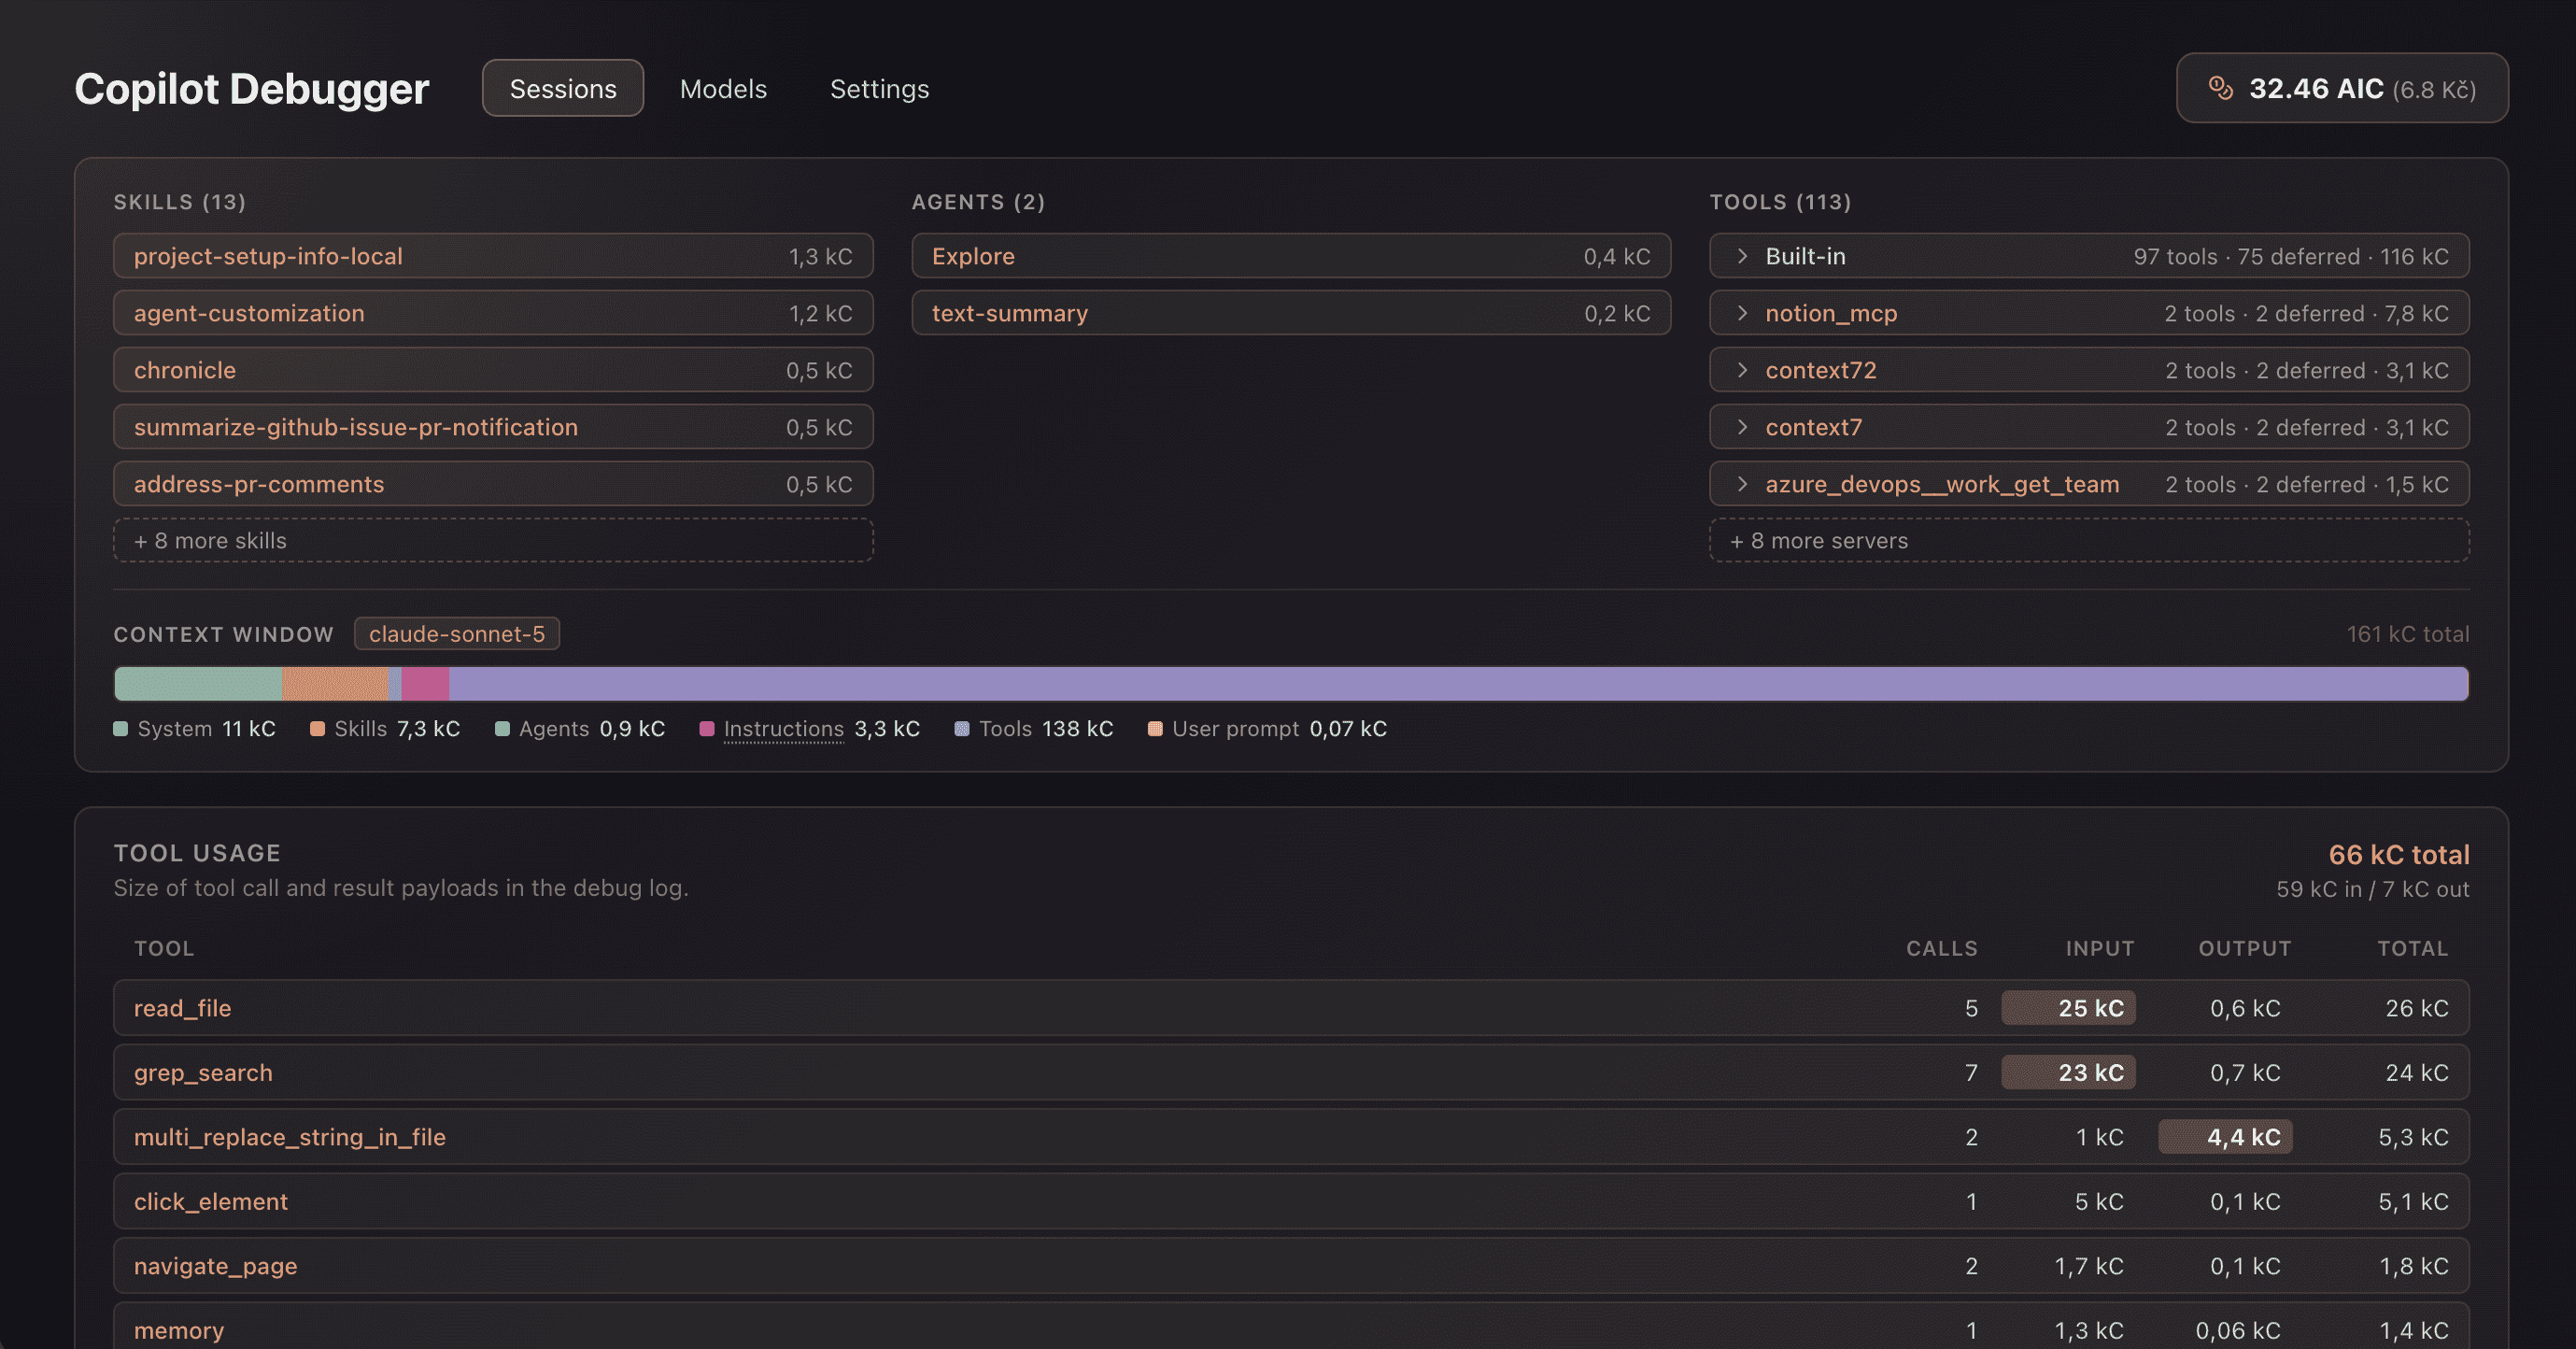 Copilot Debugger Sessions Models Settings 32.46 AIC (6.8 Kč)
SKILLS (13)
project-setup-info-local 1,3 kC
agent-customization 1,2 kC
chronicle 0,5 kC
summarize-github-issue-pr-notification 0,5 kC
address-pr-comments 0,5 kC
+ 8 more skills
AGENTS (2)
Explore 0,4 kC
text-summary 0,2 kC
TOOLS (113)
Built-in 97 tools · 75 deferred · 116 kC
notion_mcp 2 tools · 2 deferred · 7,8 kC
context72 2 tools · 2 deferred · 3,1 kC
context7 2 tools · 2 deferred · 3,1 kC
azure_devops__work_get_team 2 tools · 2 deferred · 1,5 kC
+ 8 more servers
CONTEXT WINDOW claude-sonnet-5 161 kC total
System 11 kC Skills 7,3 kC Agents 0,9 kC Instructions 3,3 kC Tools 138 kC User prompt 0,07 kC
TOOL USAGE 66 kC total
Size of tool call and result payloads in the debug log. 59 kC in / 7 kC out
TOOL CALLS INPUT OUTPUT TOTAL
read_file 5 25 kC 0,6 kC 26 kC
grep_search 7 23 kC 0,7 kC 24 kC
multi_replace_string_in_file 2 1 kC 4,4 kC 5,3 kC
click_element 1 5 kC 0,1 kC 5,1 kC
navigate_page 2 1,7 kC 0,1 kC 1,8 kC
memory 1 1,3 kC 0,06 kC 1,4 kC